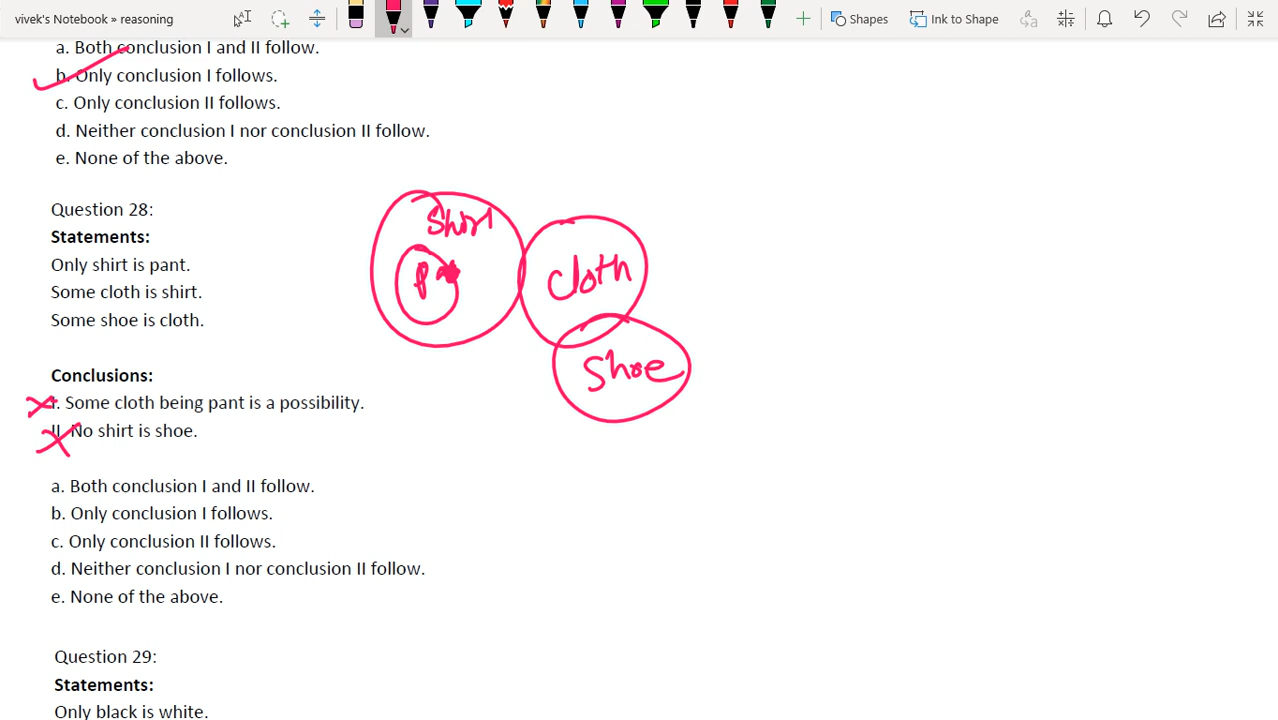 vivek's Notebook » reasoning
Shapes
Ink to Shape
a. Both conclusion I and II follow.
b. Only conclusion I follows.
c. Only conclusion II follows.
d. Neither conclusion I nor conclusion II follow.
e. None of the above.
Question 28:
Statements:
Only shirt is pant.
Some cloth is shirt.
Some shoe is cloth.
Shirt
P
Cloth
Shoe
Conclusions:
I. Some cloth being pant is a possibility.
II. No shirt is shoe.
a. Both conclusion I and II follow.
b. Only conclusion I follows.
c. Only conclusion II follows.
d. Neither conclusion I nor conclusion II follow.
e. None of the above.
Question 29:
Statements:
Only black is white.